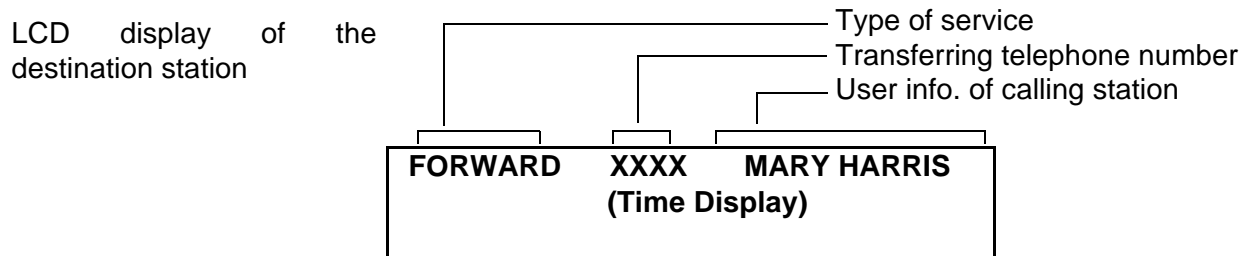 LCD display of the
destination station
Type of service
Transferring telephone number
User info. of calling station
FORWARD XXXX MARY HARRIS
(Time Display)